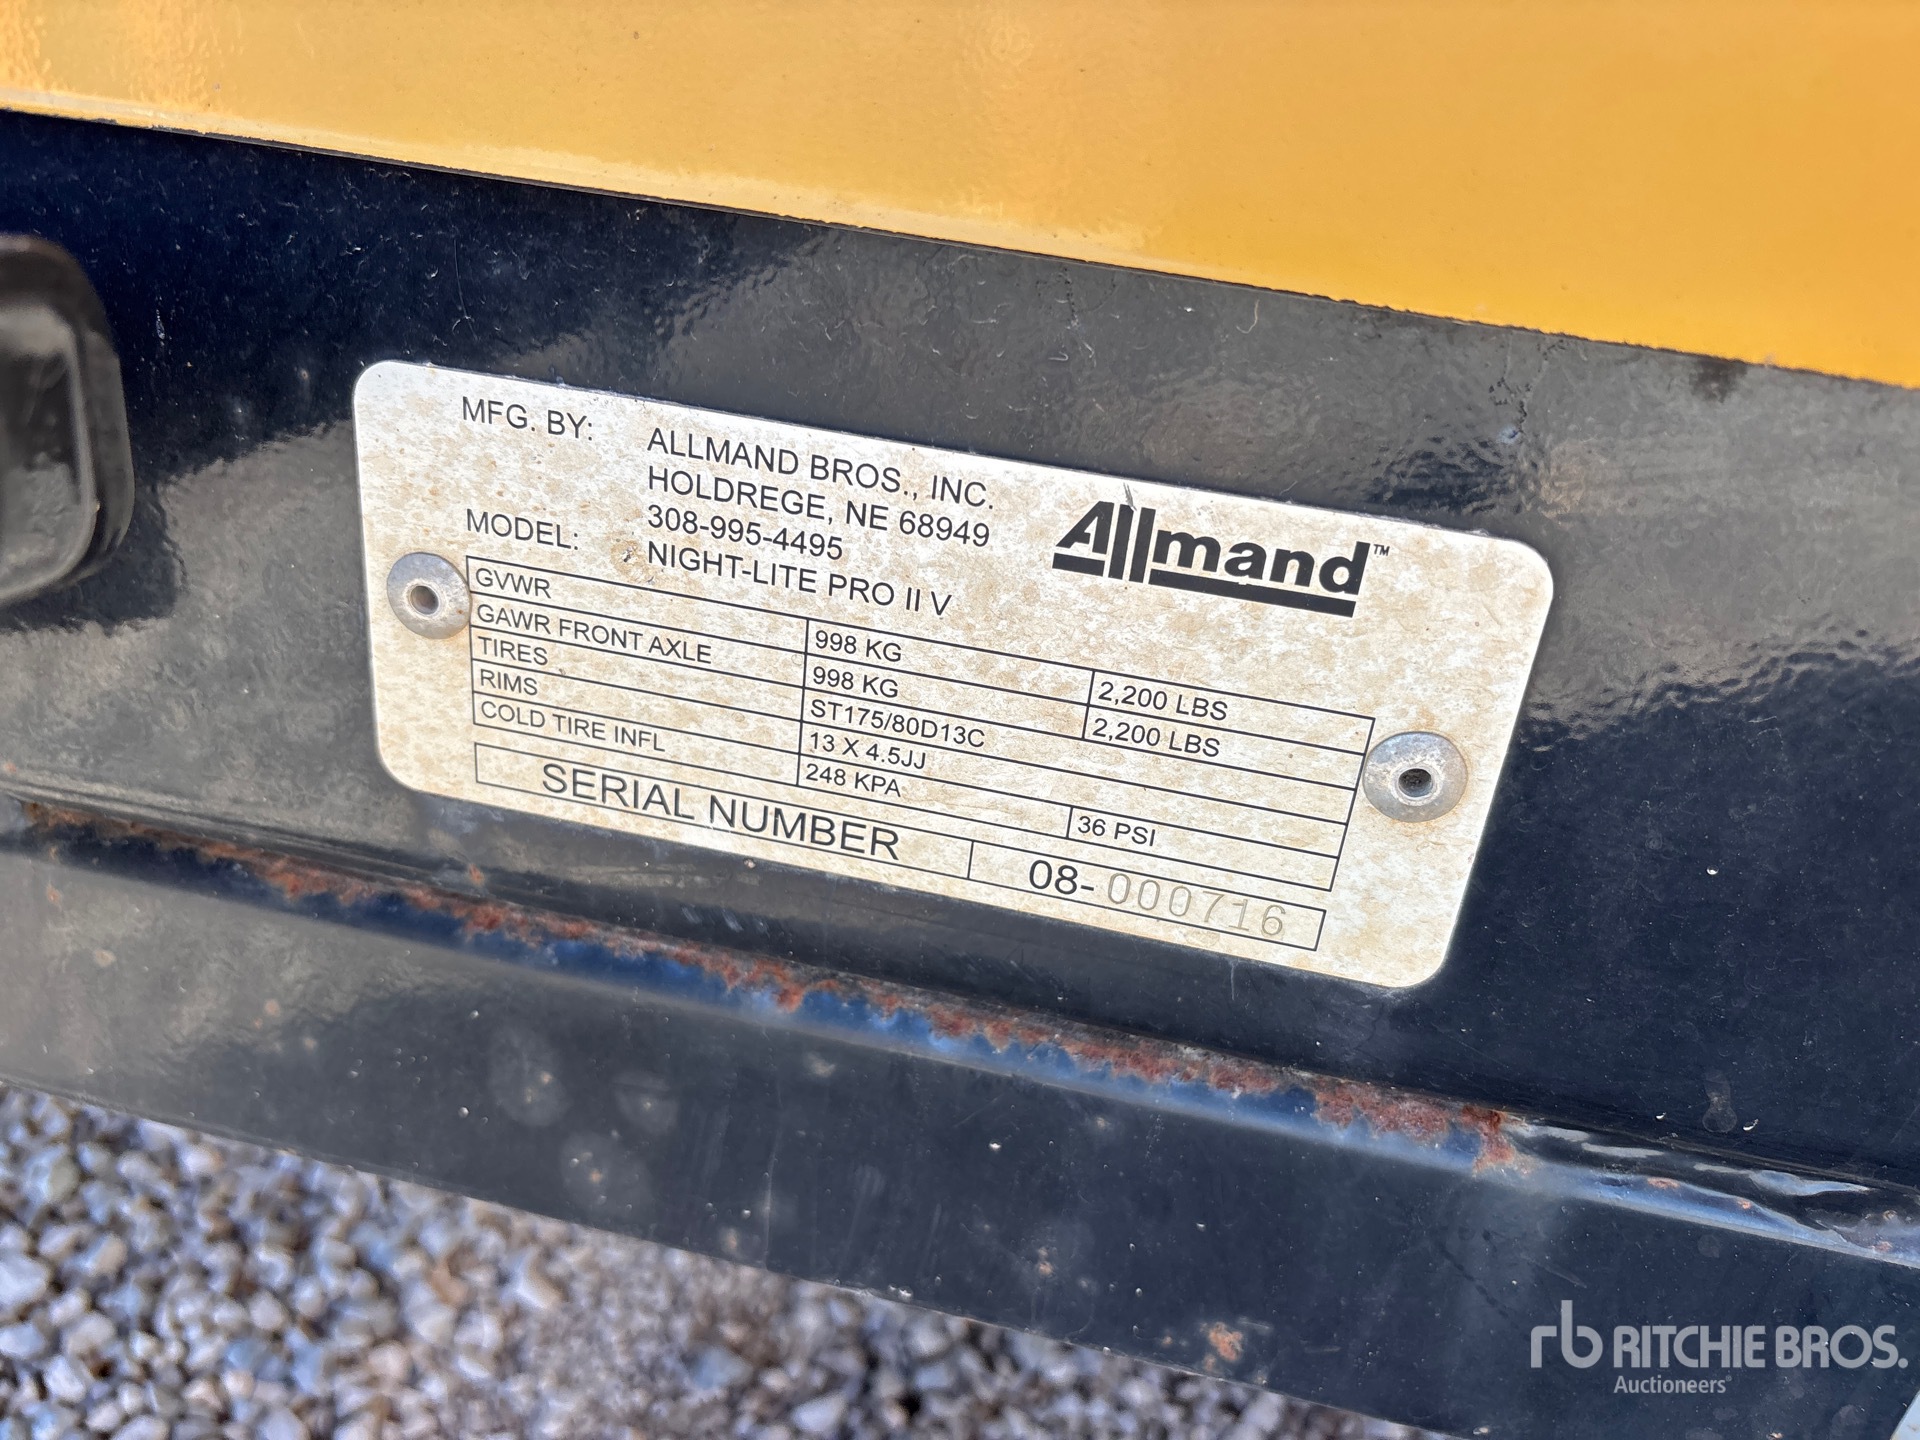 MFG. BY: ALLMAND BROS., INC.
HOLDREGE, NE 68949
308-995-4495
MODEL: NIGHT-LITE PRO II V
Allmand™
GVWR 998 KG 2,200 LBS
GAWR FRONT AXLE 998 KG 2,200 LBS
TIRES ST175/80D13C
RIMS 13 X 4.5JJ
COLD TIRE INFL 248 KPA 36 PSI
SERIAL NUMBER 08-000716
rb RITCHIE BROS.
Auctioneers